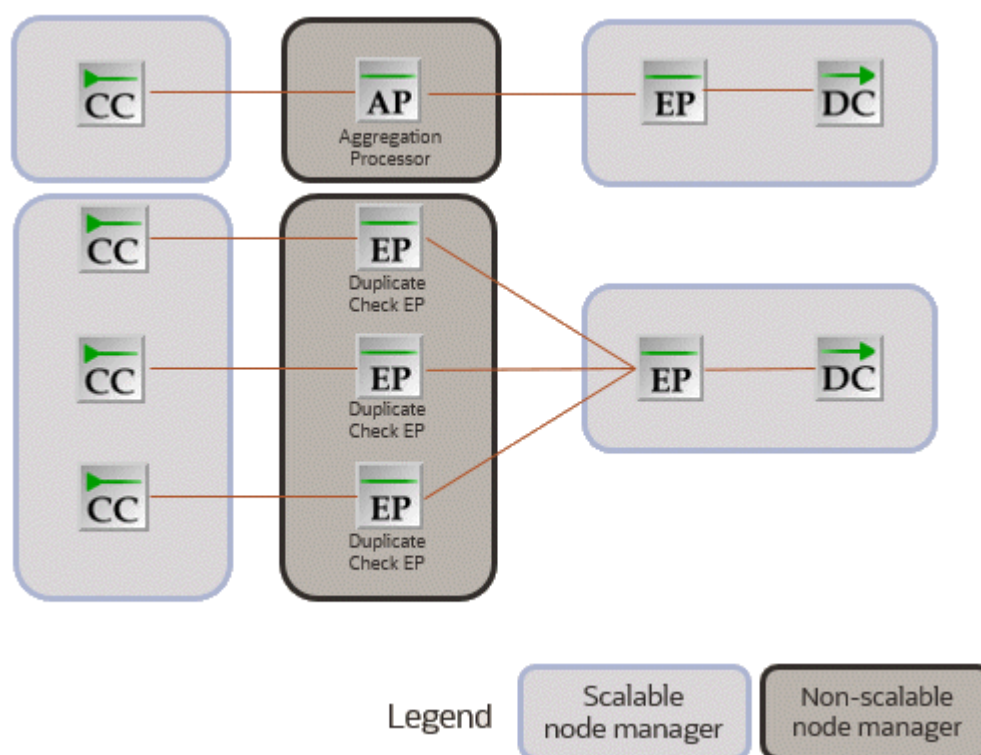 CC
AP
Aggregation
Processor
EP
DC
CC
EP
Duplicate
Check EP
CC
EP
Duplicate
Check EP
EP
DC
CC
EP
Duplicate
Check EP
Legend
Scalable
node manager
Non-scalable
node manager